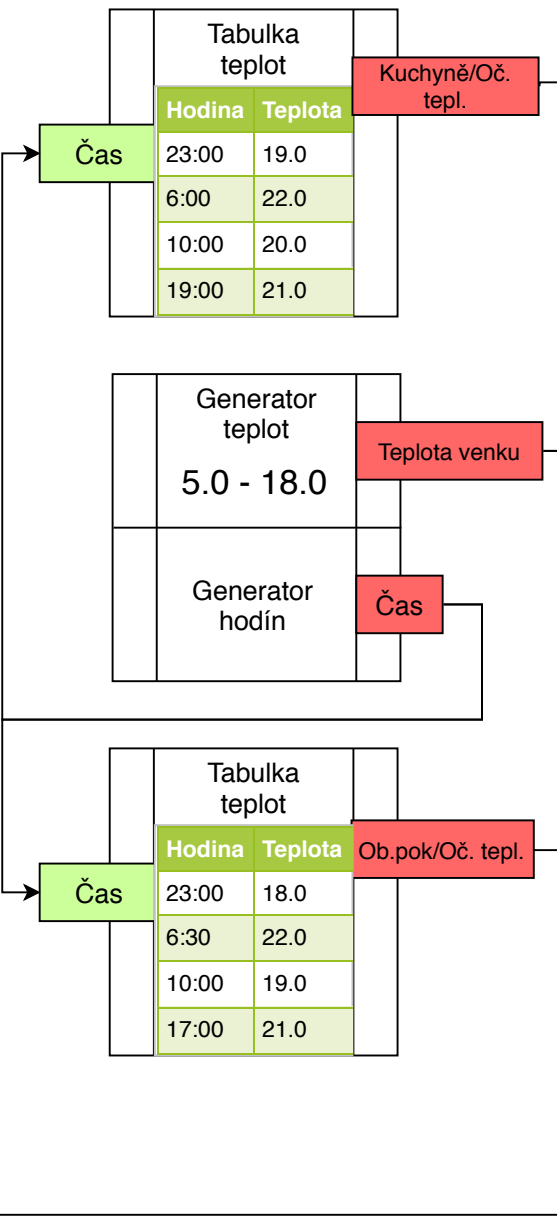 Tabulka
teplot
Kuchyně/Oč.
tepl.
Hodina Teplota
Čas
23:00 19.0
6:00 22.0
10:00 20.0
19:00 21.0
Generator
teplot
5.0 - 18.0
Teplota venku
Generator
hodín
Čas
Tabulka
teplot
Hodina Teplota
Ob.pok/Oč. tepl.
Čas
23:00 18.0
6:30 22.0
10:00 19.0
17:00 21.0